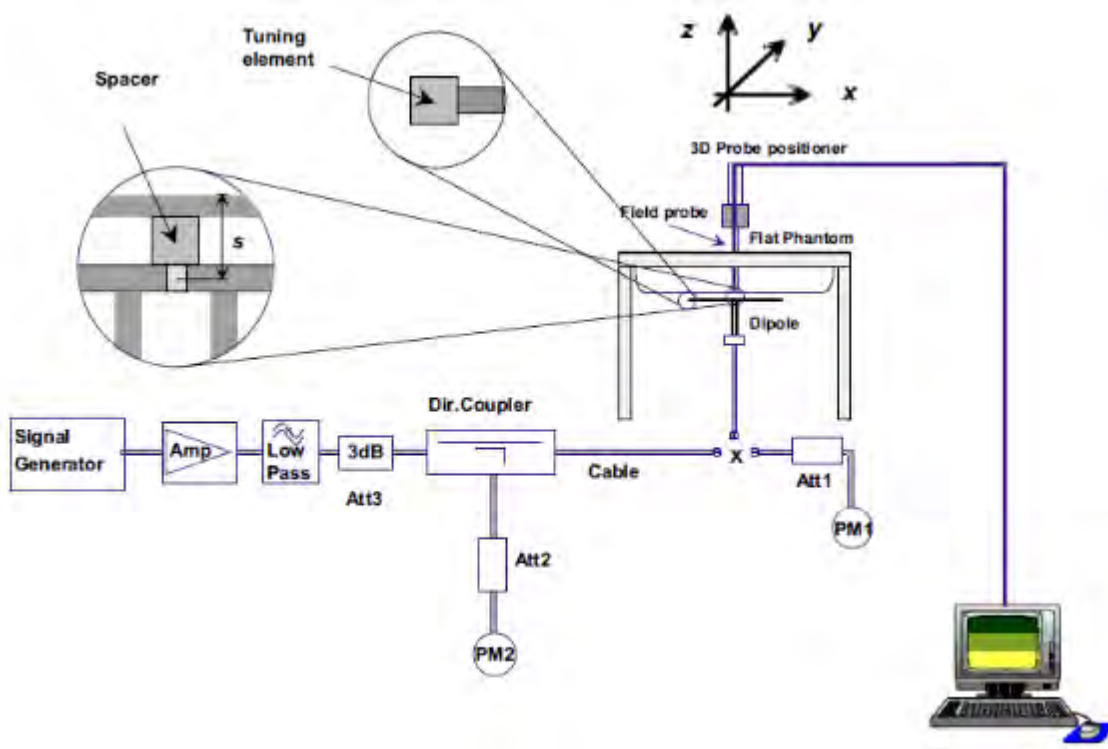 Tuning
element
z
y
x
Spacer
3D Probe positioner
Field probe
Flat Phantom
s
Dipole
Dir.Coupler
Signal
Generator
Amp
Low
Pass
3dB
Att3
Cable
x
Att1
PM1
Att2
PM2